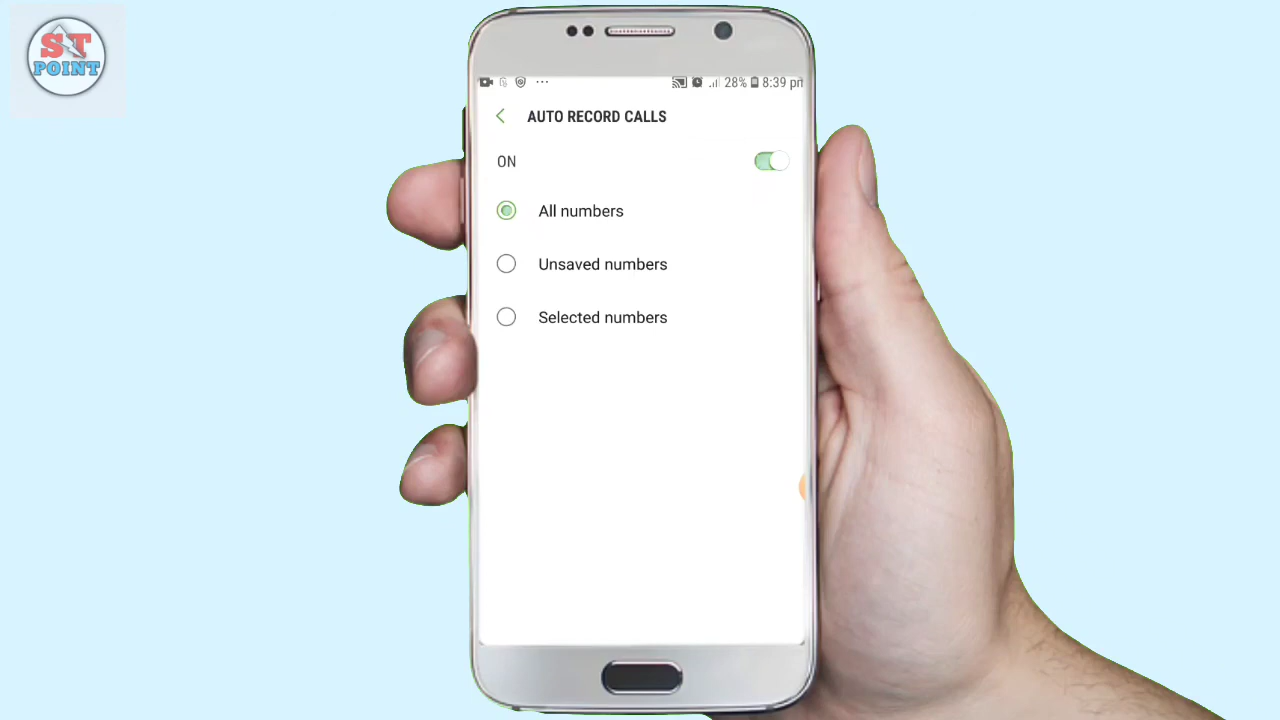 ST
POINT
28% 8:39 pm
AUTO RECORD CALLS
ON
All numbers
Unsaved numbers
Selected numbers